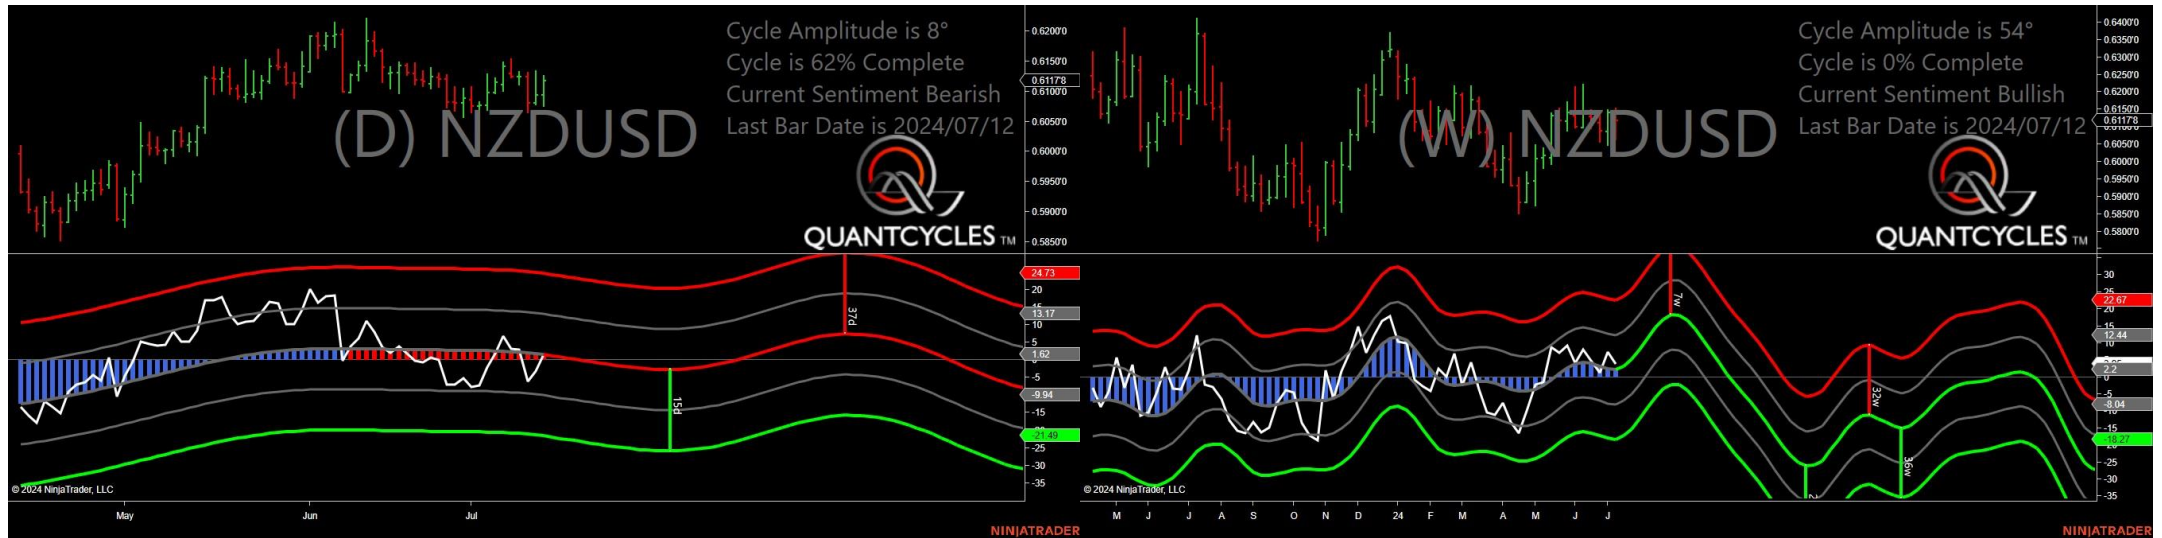 Cycle Amplitude is 8°
Cycle is 62% Complete
Current Sentiment Bearish
Last Bar Date is 2024/07/12
(D) NZDUSD
QUANTCYCLES TM
0.6200'0
0.6150'0
0.6117'8
0.6100'0
0.6050'0
0.6000'0
0.5950'0
0.5900'0
0.5850'0
24.73
20
15
13.17
10
5
1.62
0
-5
-9.94
-15
-21.49
-25
-30
-35
37d
15d
© 2024 NinjaTrader, LLC
May Jun Jul
NINJATRADER
Cycle Amplitude is 54°
Cycle is 0% Complete
Current Sentiment Bullish
Last Bar Date is 2024/07/12
(W) NZDUSD
QUANTCYCLES TM
0.6400'0
0.6350'0
0.6300'0
0.6250'0
0.6200'0
0.6150'0
0.6117'8
0.6100'0
0.6050'0
0.6000'0
0.5950'0
0.5900'0
0.5850'0
0.5800'0
30
25
22.67
20
15
12.44
10
2.2
0
-8.04
-10
-15
-18.27
-25
-30
-35
7w
32w
36w
© 2024 NinjaTrader, LLC
M J J A S O N D 24 F M A M J J
NINJATRADER